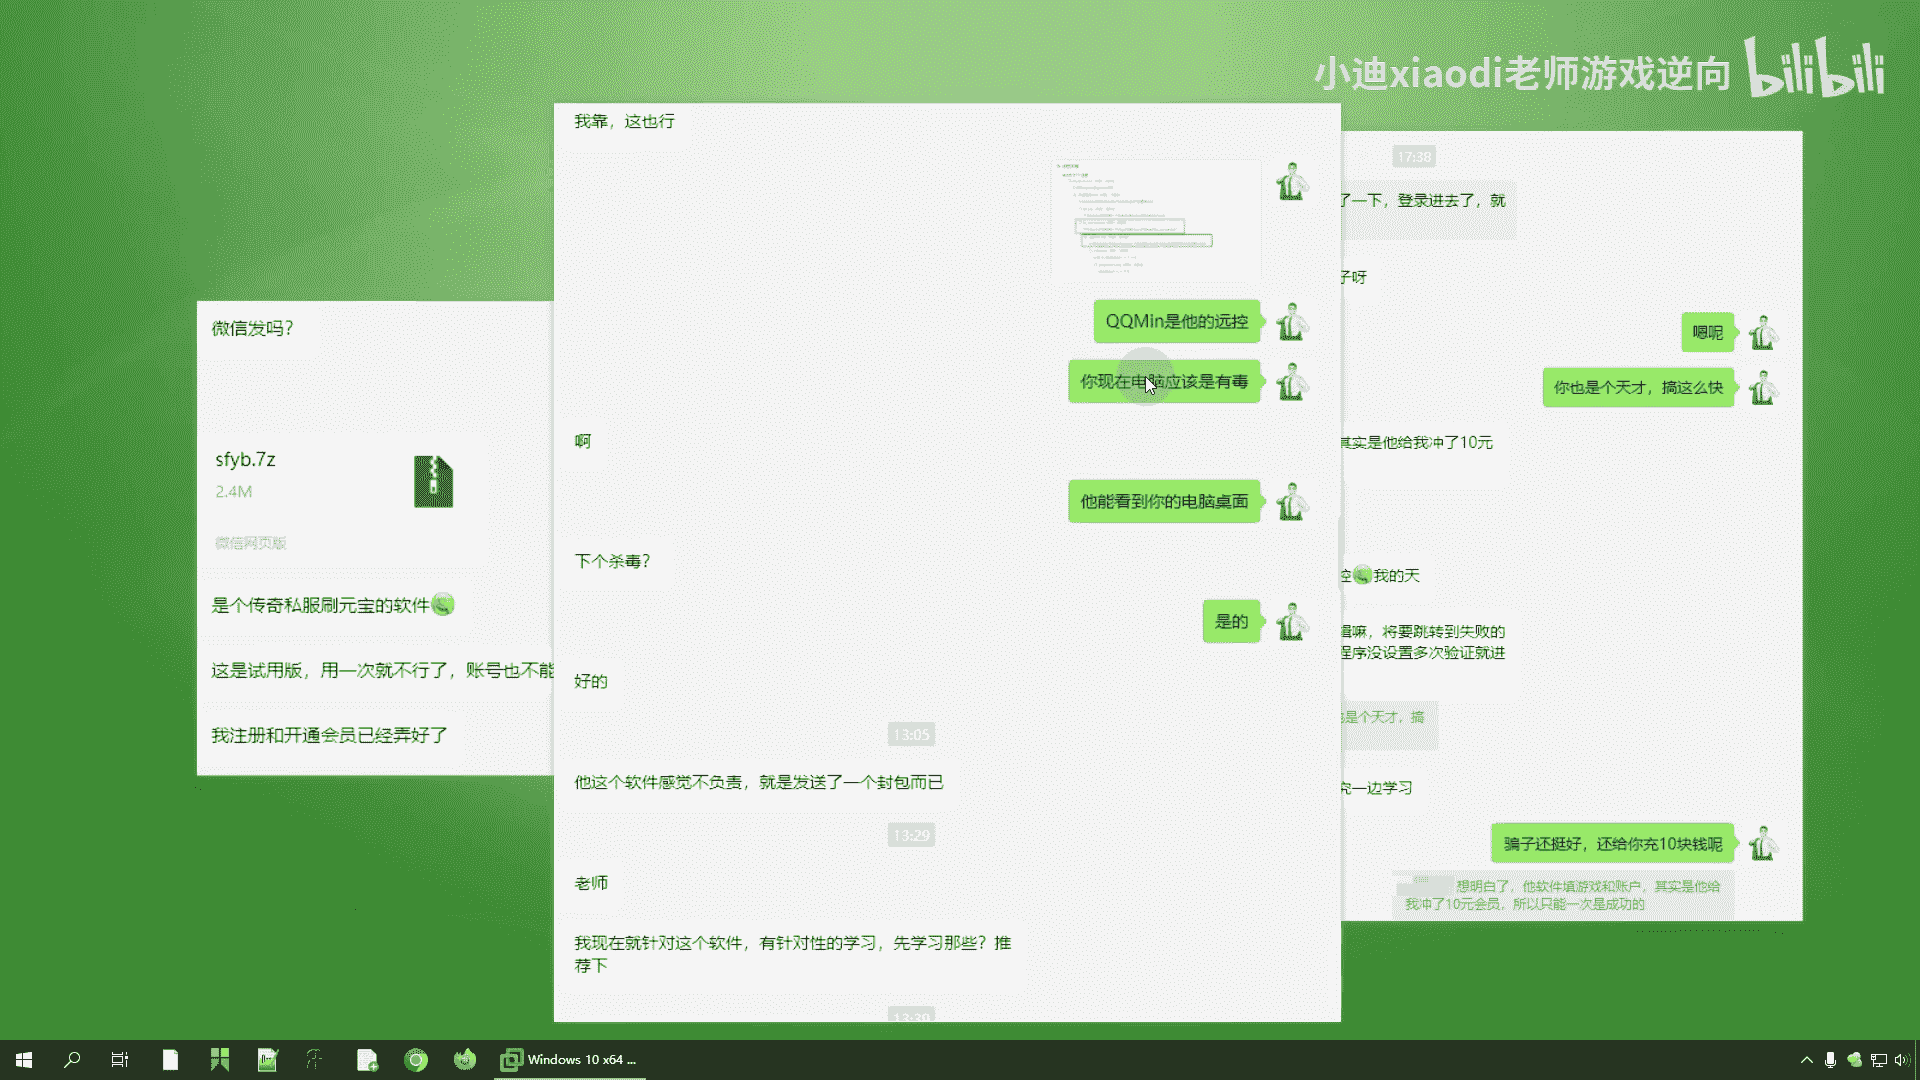 小迪xiaodi老师游戏逆向 bilibili
微信发吗？
sfyb.7z
2.4M
微信网页版
是个传奇私服刷元宝的软件
这是试用版，用一次就不行了，账号也不能
我注册和开通会员已经弄好了
我靠，这也行
QQMin是他的远控
你现在电脑应该是有毒
啊
他能看到你的电脑桌面
下个杀毒？
是的
好的
13:05
他这个软件感觉不负责，就是发送了一个封包而已
13:29
老师
我现在就针对这个软件，有针对性的学习，先学习那些？推
荐下
13:39
17:38
了一下，登录进去了，就
子呀
嗯呢
你也是个天才，搞这么快
其实是他给我冲了10元
我的天
辑嘛，将要跳转到失败的
程序没设置多次验证就进
是个天才，搞
究一边学习
骗子还挺好，还给你充10块钱呢
想明白了，他软件填游戏和账户，其实是他给
我冲了10元会员，所以只能一次是成功的
Windows 10 x64 ...